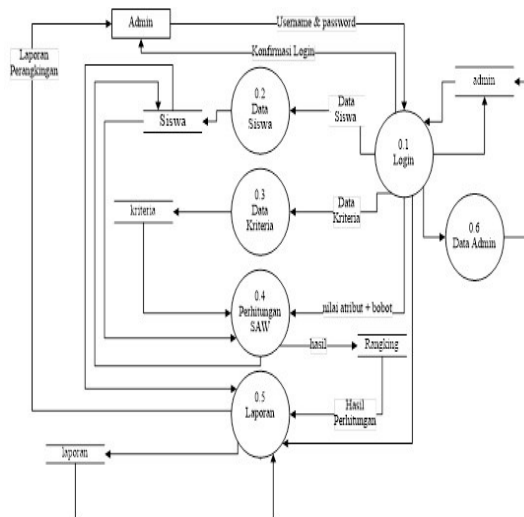 Admin
Username & password
Laporan
Perangkingan
Konfirmasi Login
0.2
Data
Siswa
Data
Siswa
Siswa
admin
0.1
Login
0.3
Data
Kriteria
Data
Kriteria
kriteria
0.6
Data Admin
0.4
Perhitungan
SAW
nilai atribut + bobot
hasil
Rangking
0.5
Laporan
Hasil
Perhitungan
laporan